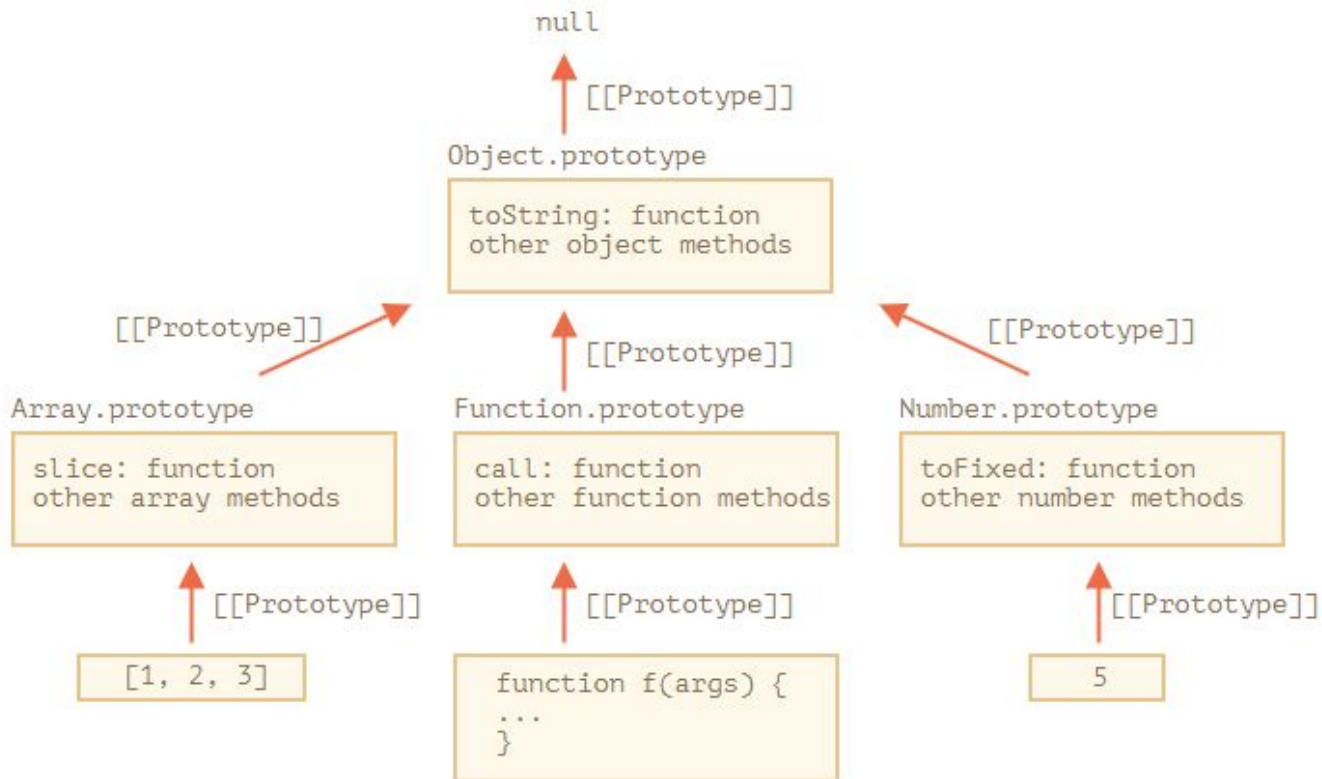 null
[[Prototype]]
Object.prototype
toString: function
other object methods
[[Prototype]]
[[Prototype]]
[[Prototype]]
Array.prototype
slice: function
other array methods
Function.prototype
call: function
other function methods
Number.prototype
toFixed: function
other number methods
[[Prototype]]
[[Prototype]]
[[Prototype]]
[1, 2, 3]
function f(args) {
...
}
5